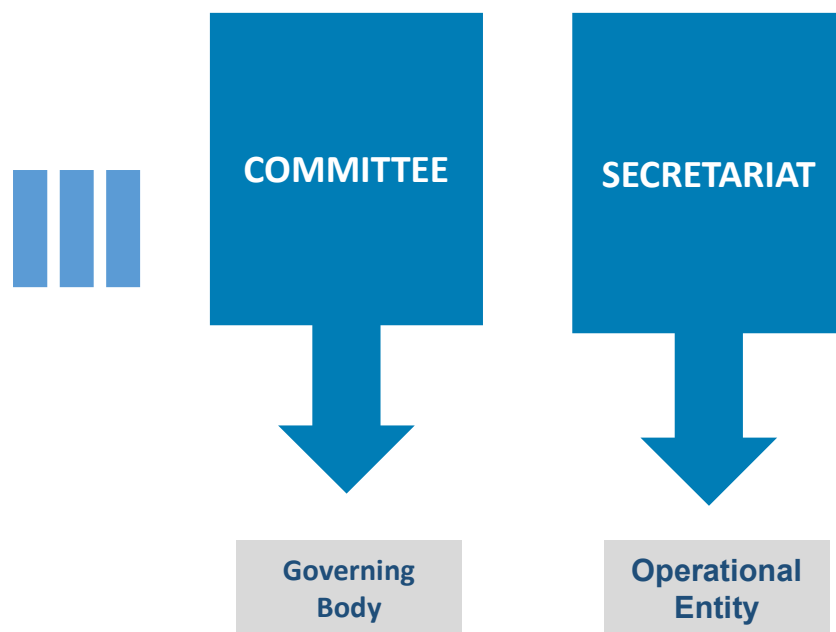 COMMITTEE
SECRETARIAT
Governing
Body
Operational
Entity